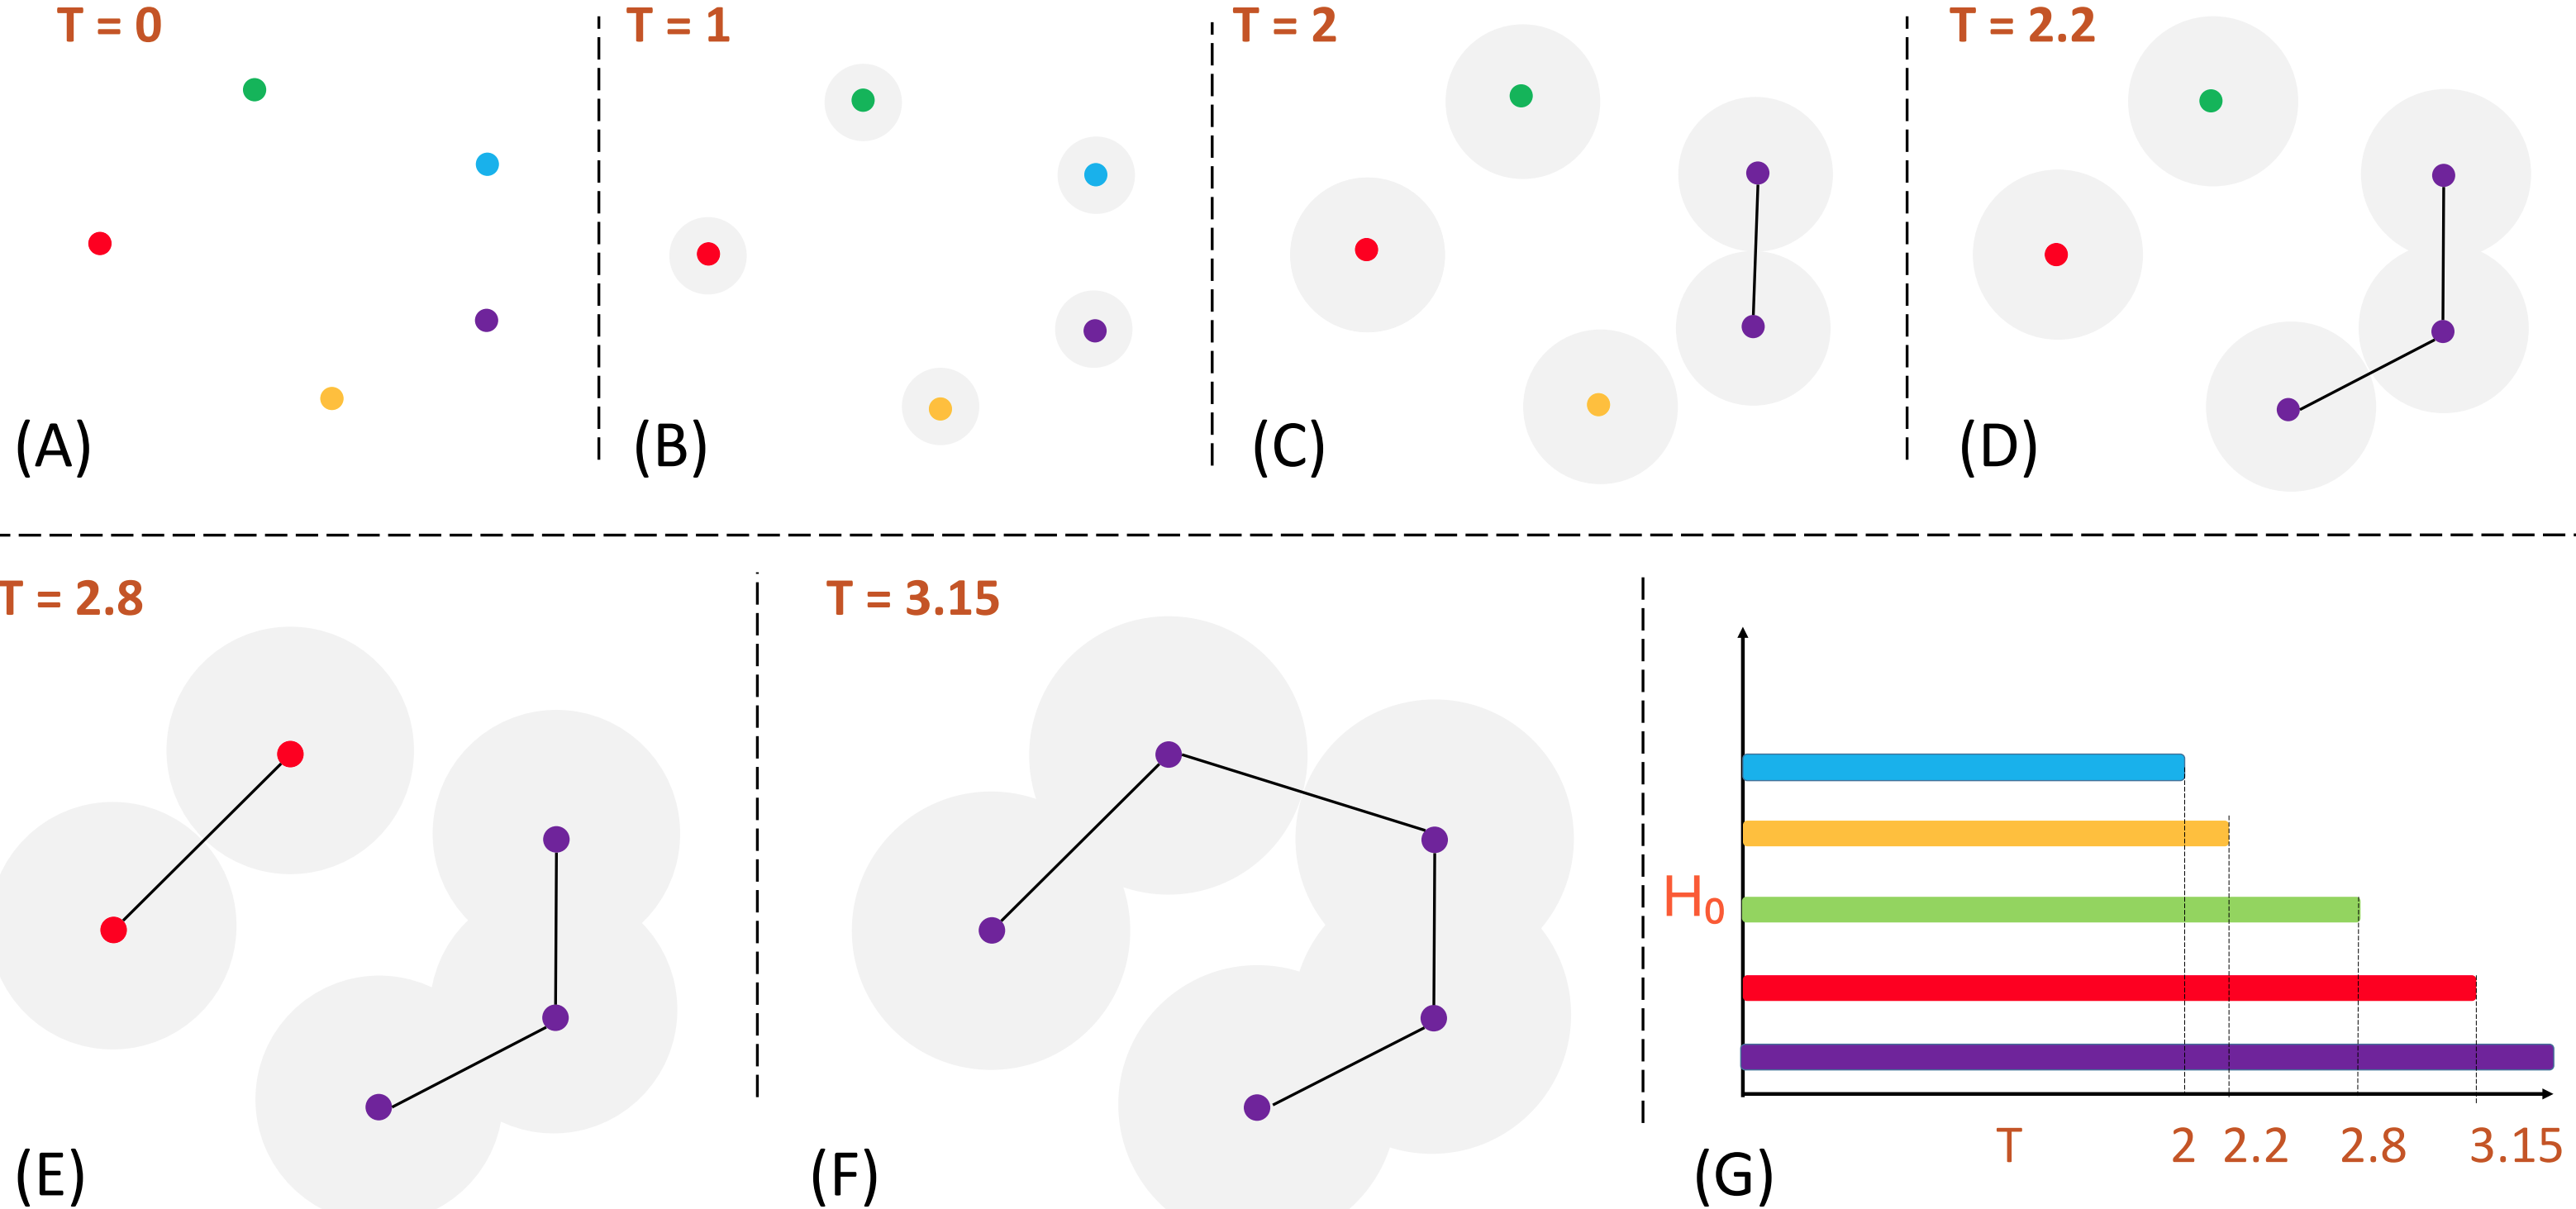 T = 0
T = 1
T = 2
T = 2.2
(A)
(B)
(C)
(D)
T = 2.8
T = 3.15
H₀
T 2 2.2 2.8 3.15
(E)
(F)
(G)